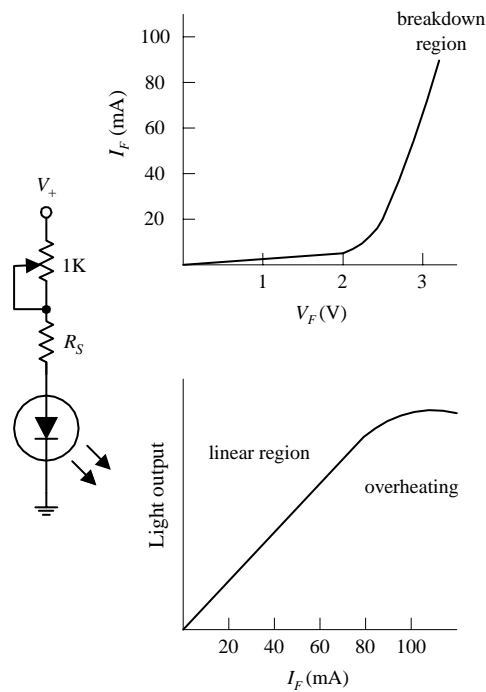 breakdown
region
100
80
60
40
20
I_F (mA)
1
2
3
V_F (V)
V_+
1K
R_S
Light output
linear region
overheating
20
40
60
80
100
I_F (mA)